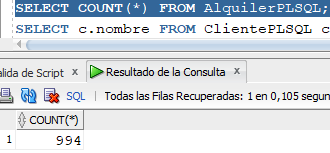 SELECT COUNT(*) FROM AlquilerPLSQL;
SELECT c.nombre FROM ClientePLSQL c
alida de Script x Resultado de la Consulta x
SQL | Todas las Filas Recuperadas: 1 en 0,105 segun
COUNT(*)
1 994